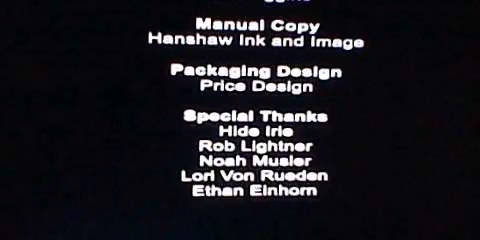 Manual Copy
Hanshaw Ink and Image
Packaging Design
Price Design
Special Thanks
Hide Irie
Rob Lightner
Noah Musler
Lori Von Rueden
Ethan Einhorn